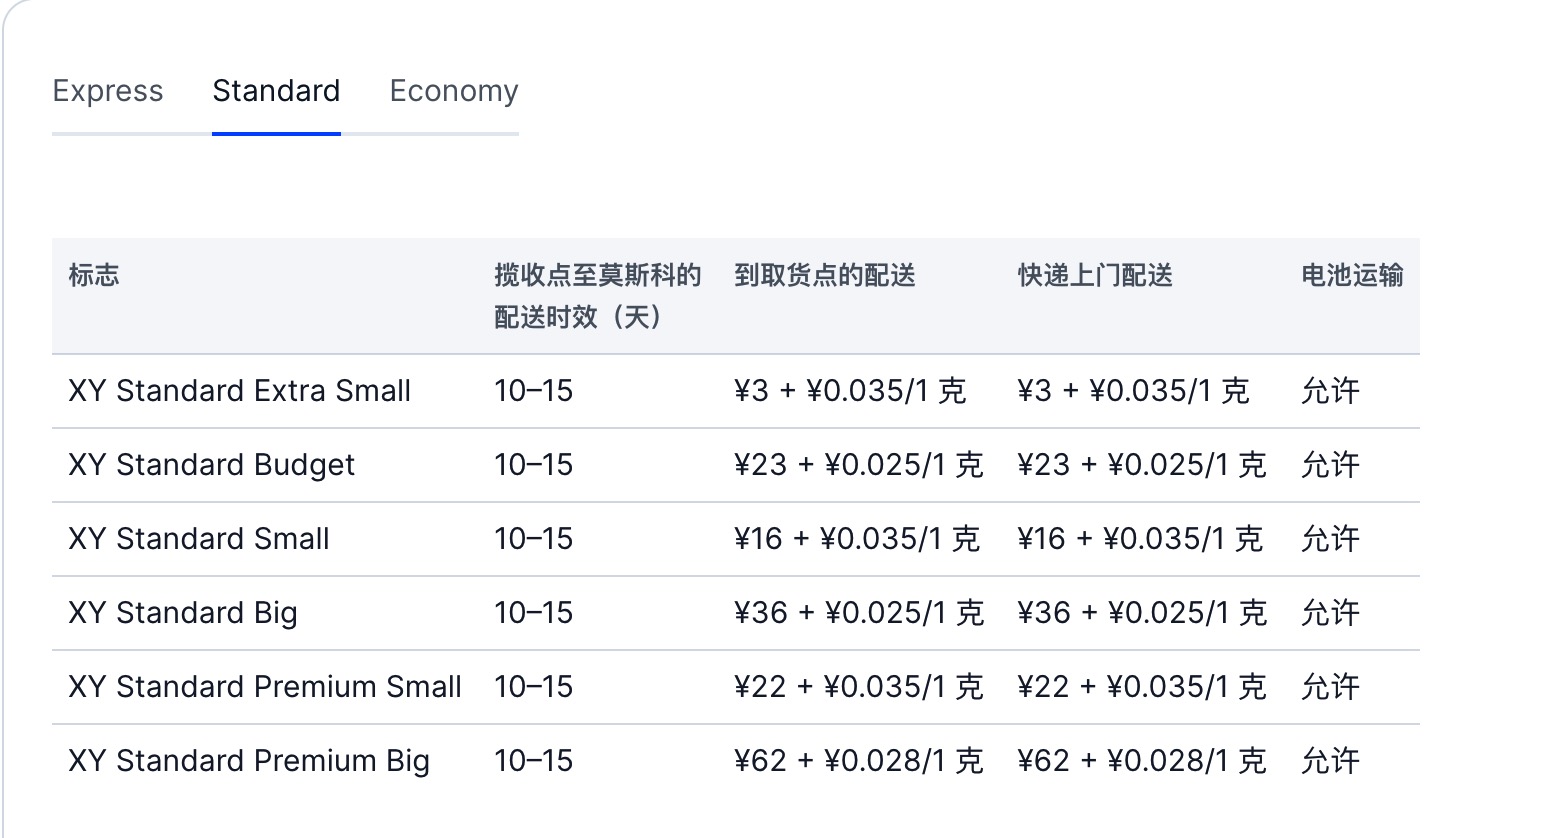 Express Standard Economy
标志 揽收点至莫斯科的 到取货点的配送 快递上门配送 电池运输
配送时效（天）
XY Standard Extra Small 10–15 ¥3 + ¥0.035/1 克 ¥3 + ¥0.035/1 克 允许
XY Standard Budget 10–15 ¥23 + ¥0.025/1 克 ¥23 + ¥0.025/1 克 允许
XY Standard Small 10–15 ¥16 + ¥0.035/1 克 ¥16 + ¥0.035/1 克 允许
XY Standard Big 10–15 ¥36 + ¥0.025/1 克 ¥36 + ¥0.025/1 克 允许
XY Standard Premium Small 10–15 ¥22 + ¥0.035/1 克 ¥22 + ¥0.035/1 克 允许
XY Standard Premium Big 10–15 ¥62 + ¥0.028/1 克 ¥62 + ¥0.028/1 克 允许